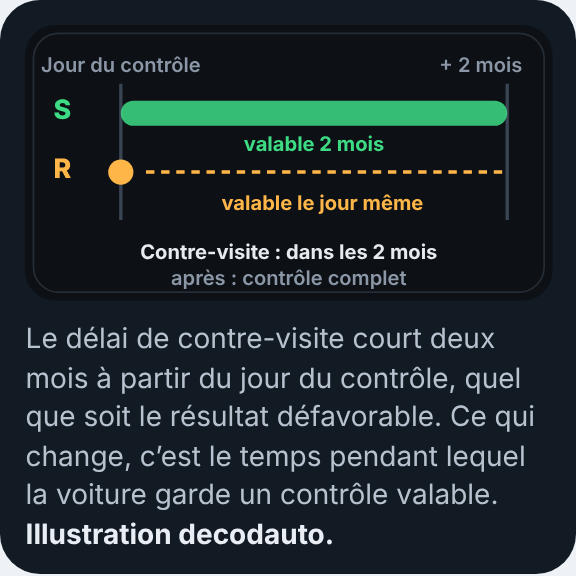 Jour du contrôle + 2 mois
S
valable 2 mois
R
valable le jour même
Contre-visite : dans les 2 mois
après : contrôle complet
Le délai de contre-visite court deux
mois à partir du jour du contrôle, quel
que soit le résultat défavorable. Ce qui
change, c’est le temps pendant lequel
la voiture garde un contrôle valable.
Illustration decodauto.